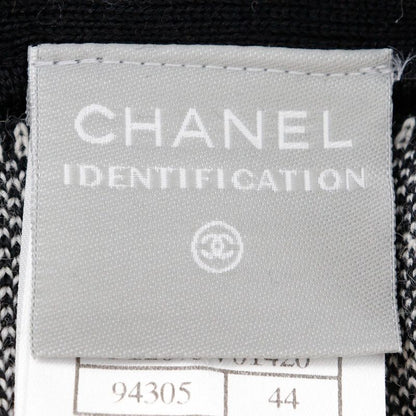 CHANEL
IDENTIFICATION
94305 44